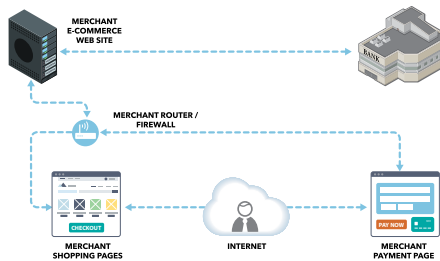 MERCHANT
E-COMMERCE
WEB SITE
BANK
MERCHANT ROUTER /
FIREWALL
CHECKOUT
PAY NOW
MERCHANT
SHOPPING PAGES
INTERNET
MERCHANT
PAYMENT PAGE